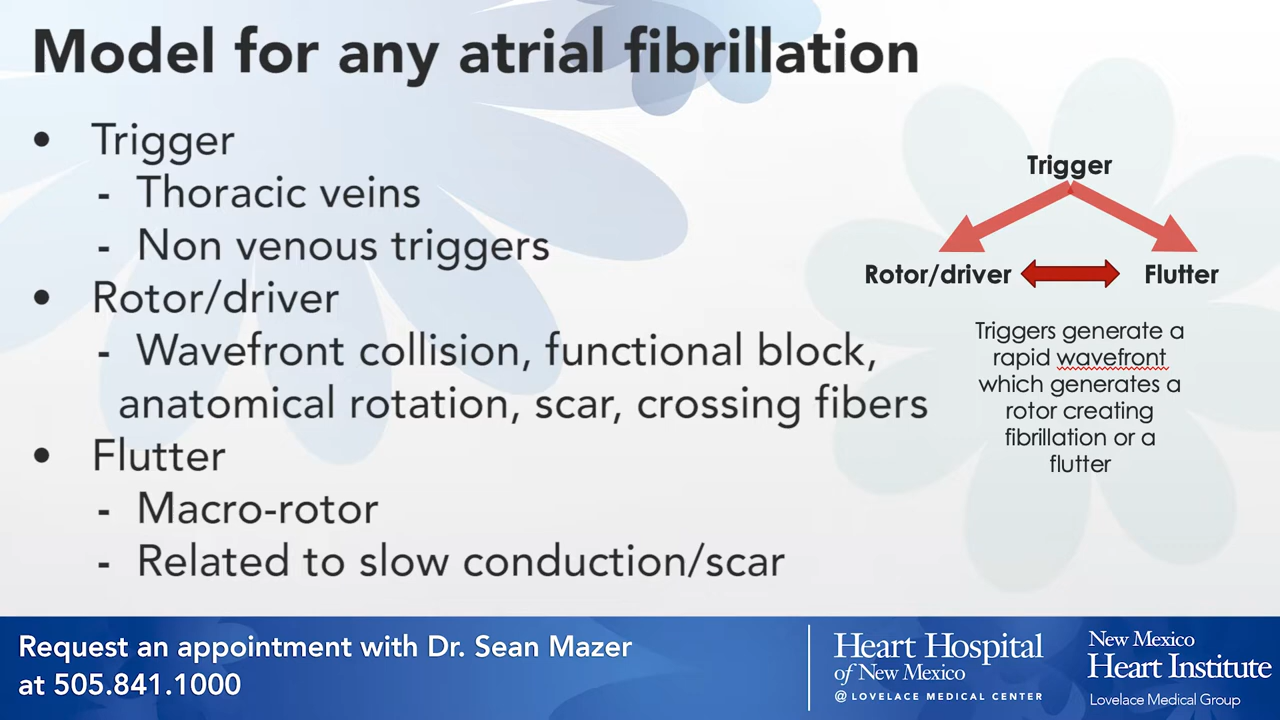 Model for any atrial fibrillation
• Trigger
- Thoracic veins
- Non venous triggers
• Rotor/driver
- Wavefront collision, functional block,
anatomical rotation, scar, crossing fibers
• Flutter
- Macro-rotor
- Related to slow conduction/scar
Trigger
Rotor/driver
Flutter
Triggers generate a
rapid wavefront
which generates a
rotor creating
fibrillation or a
flutter
Request an appointment with Dr. Sean Mazer
at 505.841.1000
Heart Hospital
of New Mexico
@ LOVELACE MEDICAL CENTER
New Mexico
Heart Institute
Lovelace Medical Group